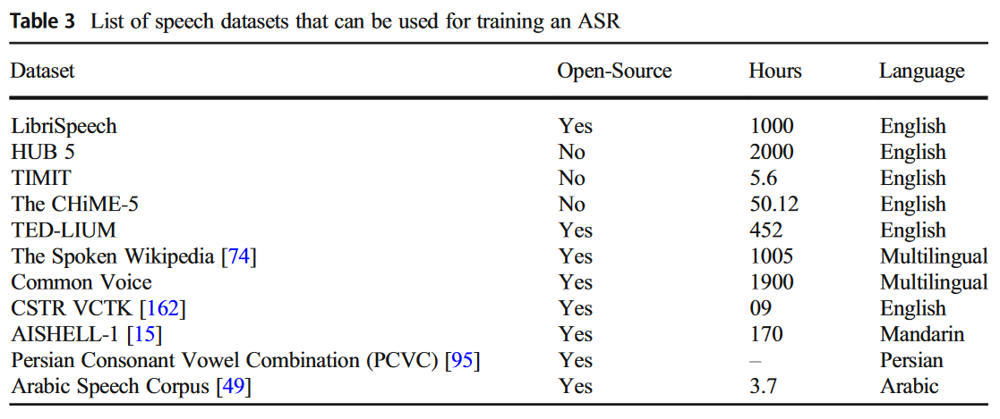 Table 3 List of speech datasets that can be used for training an ASR
Dataset Open-Source Hours Language
LibriSpeech Yes 1000 English
HUB 5 No 2000 English
TIMIT No 5.6 English
The CHiME-5 No 50.12 English
TED-LIUM Yes 452 English
The Spoken Wikipedia [74] Yes 1005 Multilingual
Common Voice Yes 1900 Multilingual
CSTR VCTK [162] Yes 09 English
AISHELL-1 [15] Yes 170 Mandarin
Persian Consonant Vowel Combination (PCVC) [95] Yes – Persian
Arabic Speech Corpus [49] Yes 3.7 Arabic